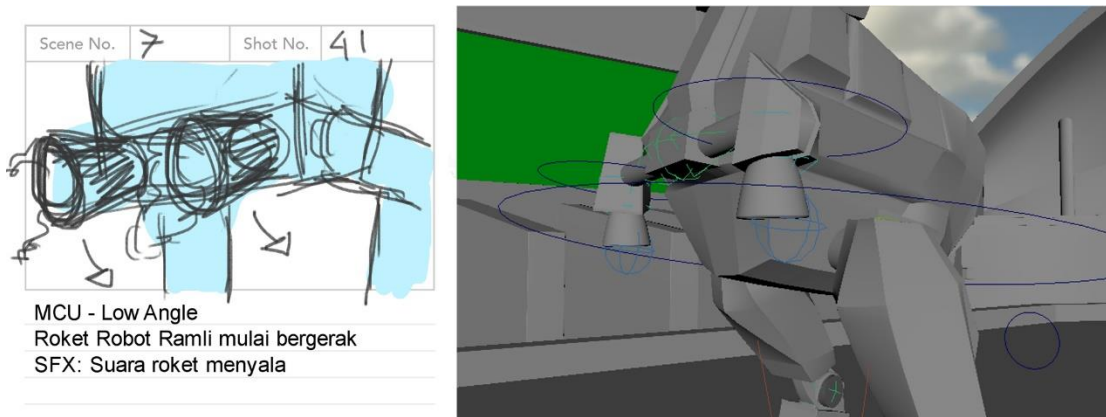 Scene No. 7 Shot No. 41
MCU - Low Angle
Roket Robot Ramli mulai bergerak
SFX: Suara roket menyala